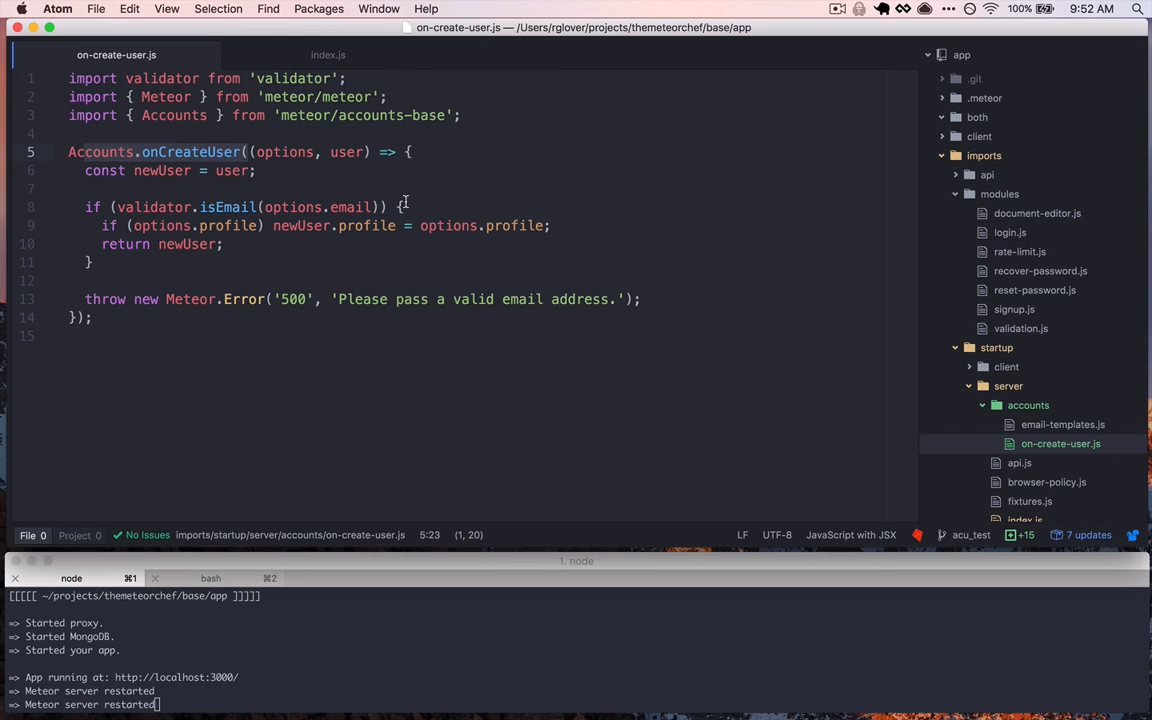 Atom File Edit View Selection Find Packages Window Help 100% 9:52 AM
on-create-user.js — /Users/rglover/projects/themeteorchef/base/app
on-create-user.js index.js
1 import validator from 'validator';
2 import { Meteor } from 'meteor/meteor';
3 import { Accounts } from 'meteor/accounts-base';
4
5 Accounts.onCreateUser((options, user) => {
6 const newUser = user;
7
8 if (validator.isEmail(options.email)) {
9 if (options.profile) newUser.profile = options.profile;
10 return newUser;
11 }
12
13 throw new Meteor.Error('500', 'Please pass a valid email address.');
14 });
15
app
.git
.meteor
both
client
imports
api
modules
document-editor.js
login.js
rate-limit.js
recover-password.js
reset-password.js
signup.js
validation.js
startup
client
server
accounts
email-templates.js
on-create-user.js
api.js
browser-policy.js
fixtures.js
index.js
File 0 Project 0 No Issues imports/startup/server/accounts/on-create-user.js 5:23 (1, 20) LF UTF-8 JavaScript with JSX acu_test +15 7 updates
1. node
node ⌘1 bash ⌘2
[[[[[ ~/projects/themeteorchef/base/app ]]]]]
=> Started proxy.
=> Started MongoDB.
=> Started your app.
=> App running at: http://localhost:3000/
=> Meteor server restarted
=> Meteor server restarted